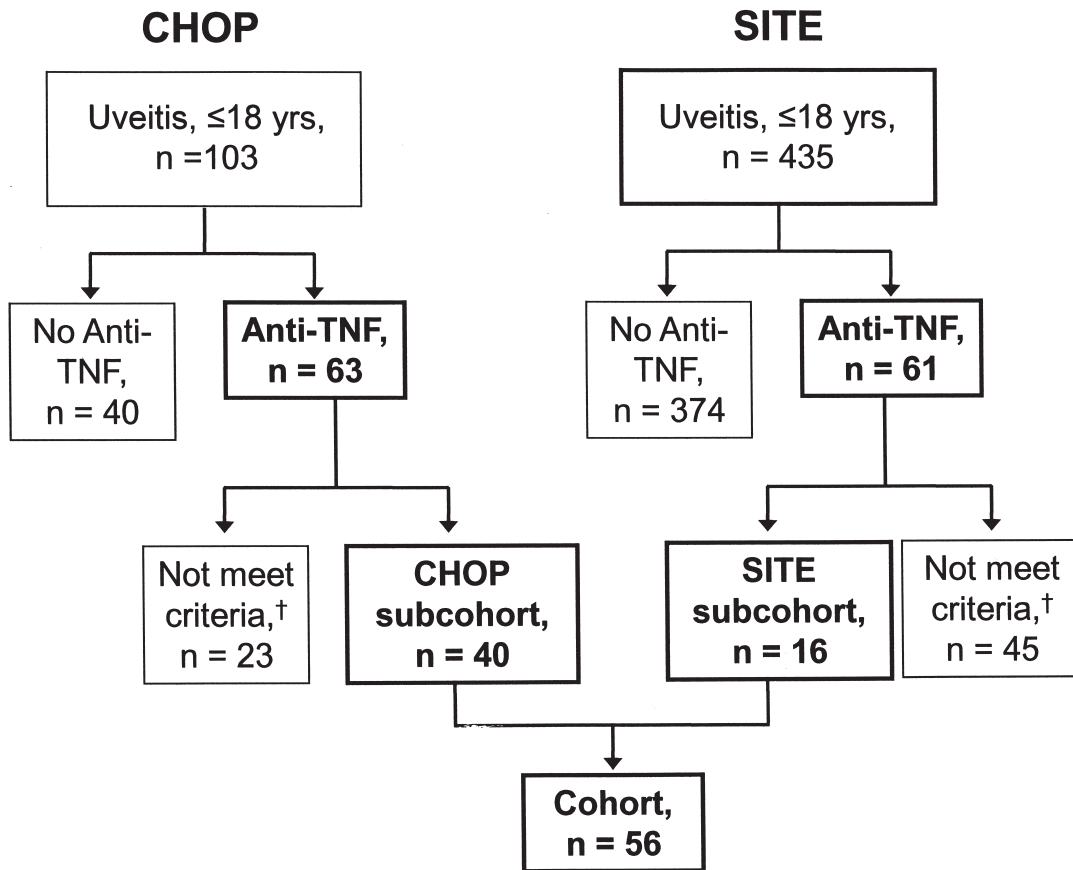 CHOP
Uveitis, ≤18 yrs,
n =103
No Anti-
TNF,
n = 40
Anti-TNF,
n = 63
Not meet
criteria,†
n = 23
CHOP
subcohort,
n = 40
SITE
Uveitis, ≤18 yrs,
n = 435
No Anti-
TNF,
n = 374
Anti-TNF,
n = 61
SITE
subcohort,
n = 16
Not meet
criteria,†
n = 45
Cohort,
n = 56